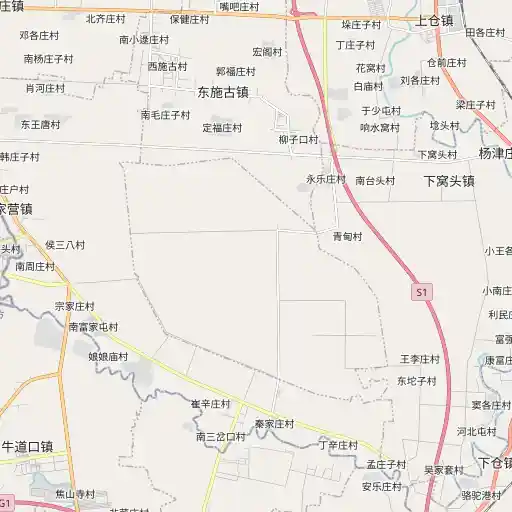 庄镇
北齐庄村
保健庄村
嘴吧庄村
垛庄子村
上仓镇
邓各庄村
南小逯庄村
宏阁村
丁庄子村
田各庄村
南杨庄子村
西施古村
郭福庄村
花窝村
仓前庄村
肖河庄村
东施古镇
白庙村
刘各庄村
梁庄子村
南毛庄子村
于少屯村
东王唐村
定福庄村
响水窝村
埝头村
柳子口村
韩庄子村
下窝头村
杨津庄
永乐庄村
南台头村
下窝头镇
庄户村
家营镇
侯三八村
青甸村
头村
小王各
南周庄村
S1
小南庄
宗家庄村
利民庄
南富家屯村
富强
娘娘庙村
王李庄村
康富庄
东坨子村
崔辛庄村
窦各庄村
秦家庄村
南三岔口村
河北屯村
牛道口镇
丁辛庄村
孟庄子村
吴家套村
下仓镇
焦山寺村
安乐庄村
骆驼港村
G1